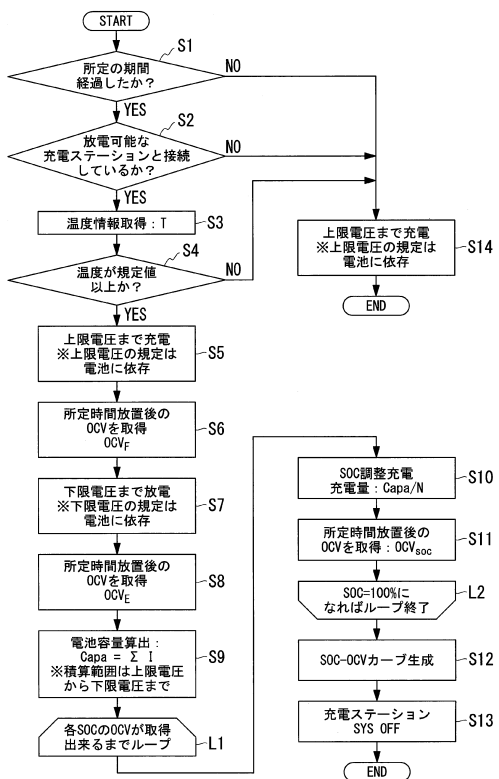 START
S1
所定の期間
経過したか?
NO
YES
S2
放電可能な
充電ステーションと接続
しているか?
NO
YES
温度情報取得:T
S3
S4
温度が規定値
以上か?
NO
YES
上限電圧まで充電
※上限電圧の規定は
電池に依存
S5
所定時間放置後の
OCVを取得
OCVF
S6
下限電圧まで放電
※下限電圧の規定は
電池に依存
S7
所定時間放置後の
OCVを取得
OCVE
S8
電池容量算出:
Capa = Σ I
※積算範囲は上限電圧
から下限電圧まで
S9
各SOCのOCVが取得
出来るまでループ
L1
上限電圧まで充電
※上限電圧の規定は
電池に依存
S14
END
SOC調整充電
充電量:Capa/N
S10
所定時間放置後の
OCVを取得:OCVsoc
S11
SOC=100%に
なればループ終了
L2
SOC-OCVカーブ生成
S12
充電ステーション
SYS OFF
S13
END